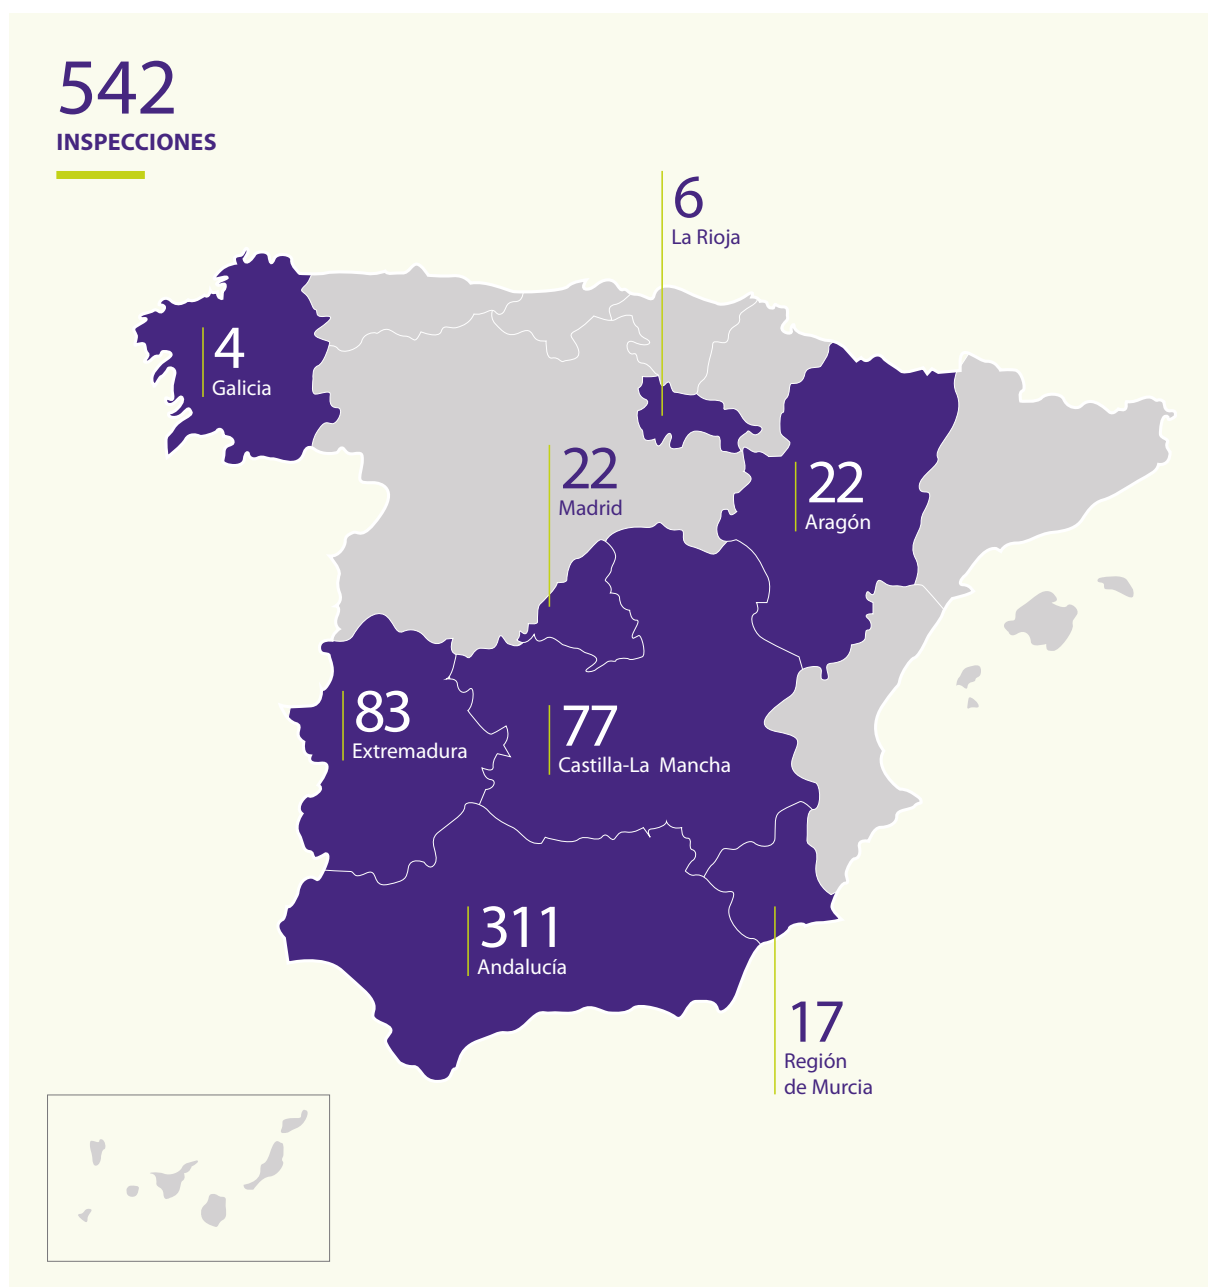 542
INSPECCIONES
6
La Rioja
4
Galicia
22
Madrid
22
Aragón
83
Extremadura
77
Castilla-La Mancha
311
Andalucía
17
Región
de Murcia